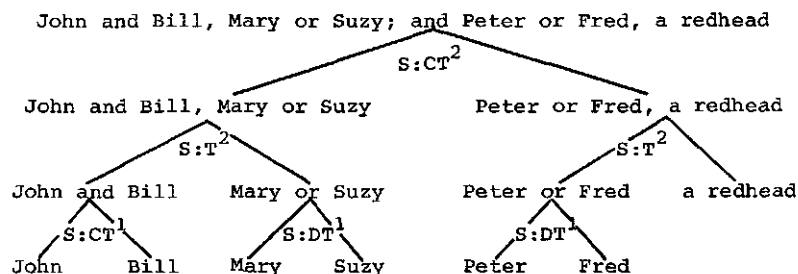 John and Bill, Mary or Suzy; and Peter or Fred, a redhead
S:CT²
John and Bill, Mary or Suzy Peter or Fred, a redhead
S:T² S:T²
John and Bill Mary or Suzy Peter or Fred a redhead
S:CT¹ S:DT¹ S:DT¹
John Bill Mary Suzy Peter Fred